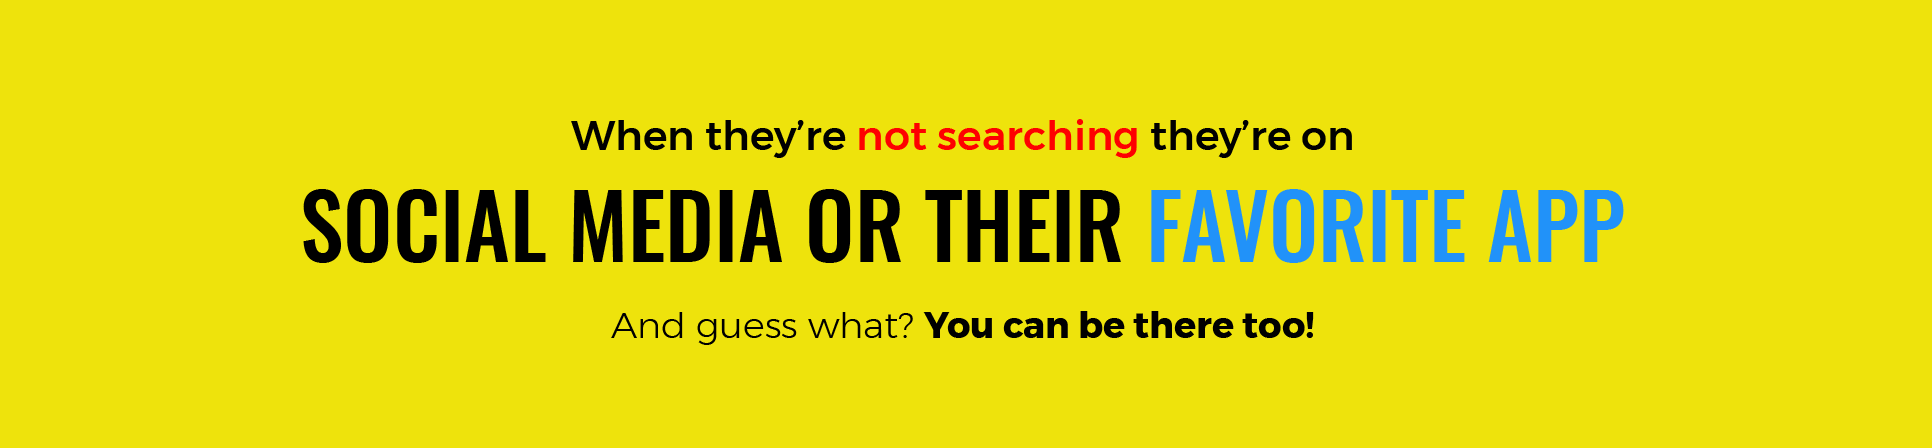 When they’re not searching they’re on
SOCIAL MEDIA OR THEIR FAVORITE APP
And guess what? You can be there too!